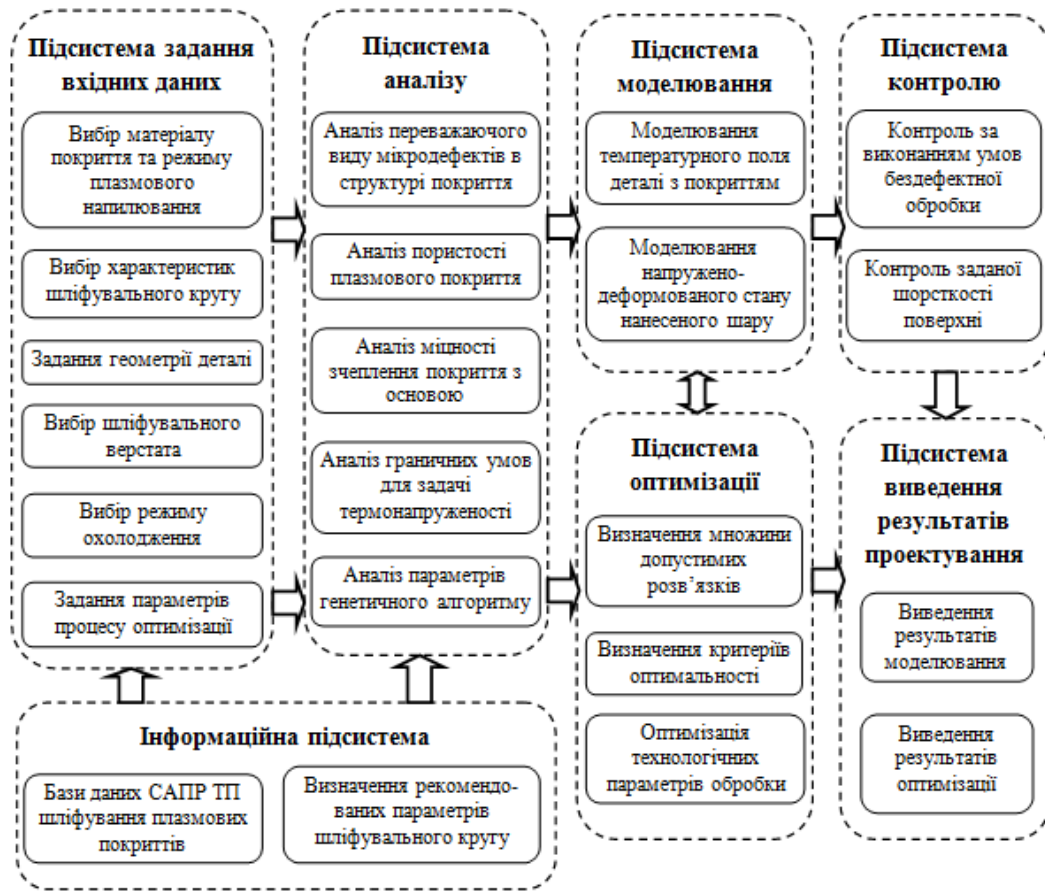 Підсистема задання
вхідних даних
Вибір матеріалу
покриття та режиму
плазмового
напилювання
Вибір характеристик
шліфувального кругу
Задання геометрії деталі
Вибір шліфувального
верстата
Вибір режиму
охолодження
Задання параметрів
процесу оптимізації
Підсистема
аналізу
Аналіз переважаючого
виду мікродефектів в
структурі покриття
Аналіз пористості
плазмового покриття
Аналіз міцності
зчеплення покриття з
основою
Аналіз граничних умов
для задачі
термонапруженості
Аналіз параметрів
генетичного алгоритму
Підсистема
моделювання
Моделювання
температурного поля
деталі з покриттям
Моделювання
напружено-
деформованого стану
нанесеного шару
Підсистема
контролю
Контроль за
виконанням умов
бездефектної
обробки
Контроль заданої
шорсткості
поверхні
Підсистема
оптимізації
Визначення множини
допустимих
розв’язків
Визначення критеріїв
оптимальності
Оптимізація
технологічних
параметрів обробки
Підсистема
виведення
результатів
проектування
Виведення
результатів
моделювання
Виведення
результатів
оптимізації
Інформаційна підсистема
Бази даних САПР ТП
шліфування плазмових
покриттів
Визначення рекомендо-
ваних параметрів
шліфувального кругу